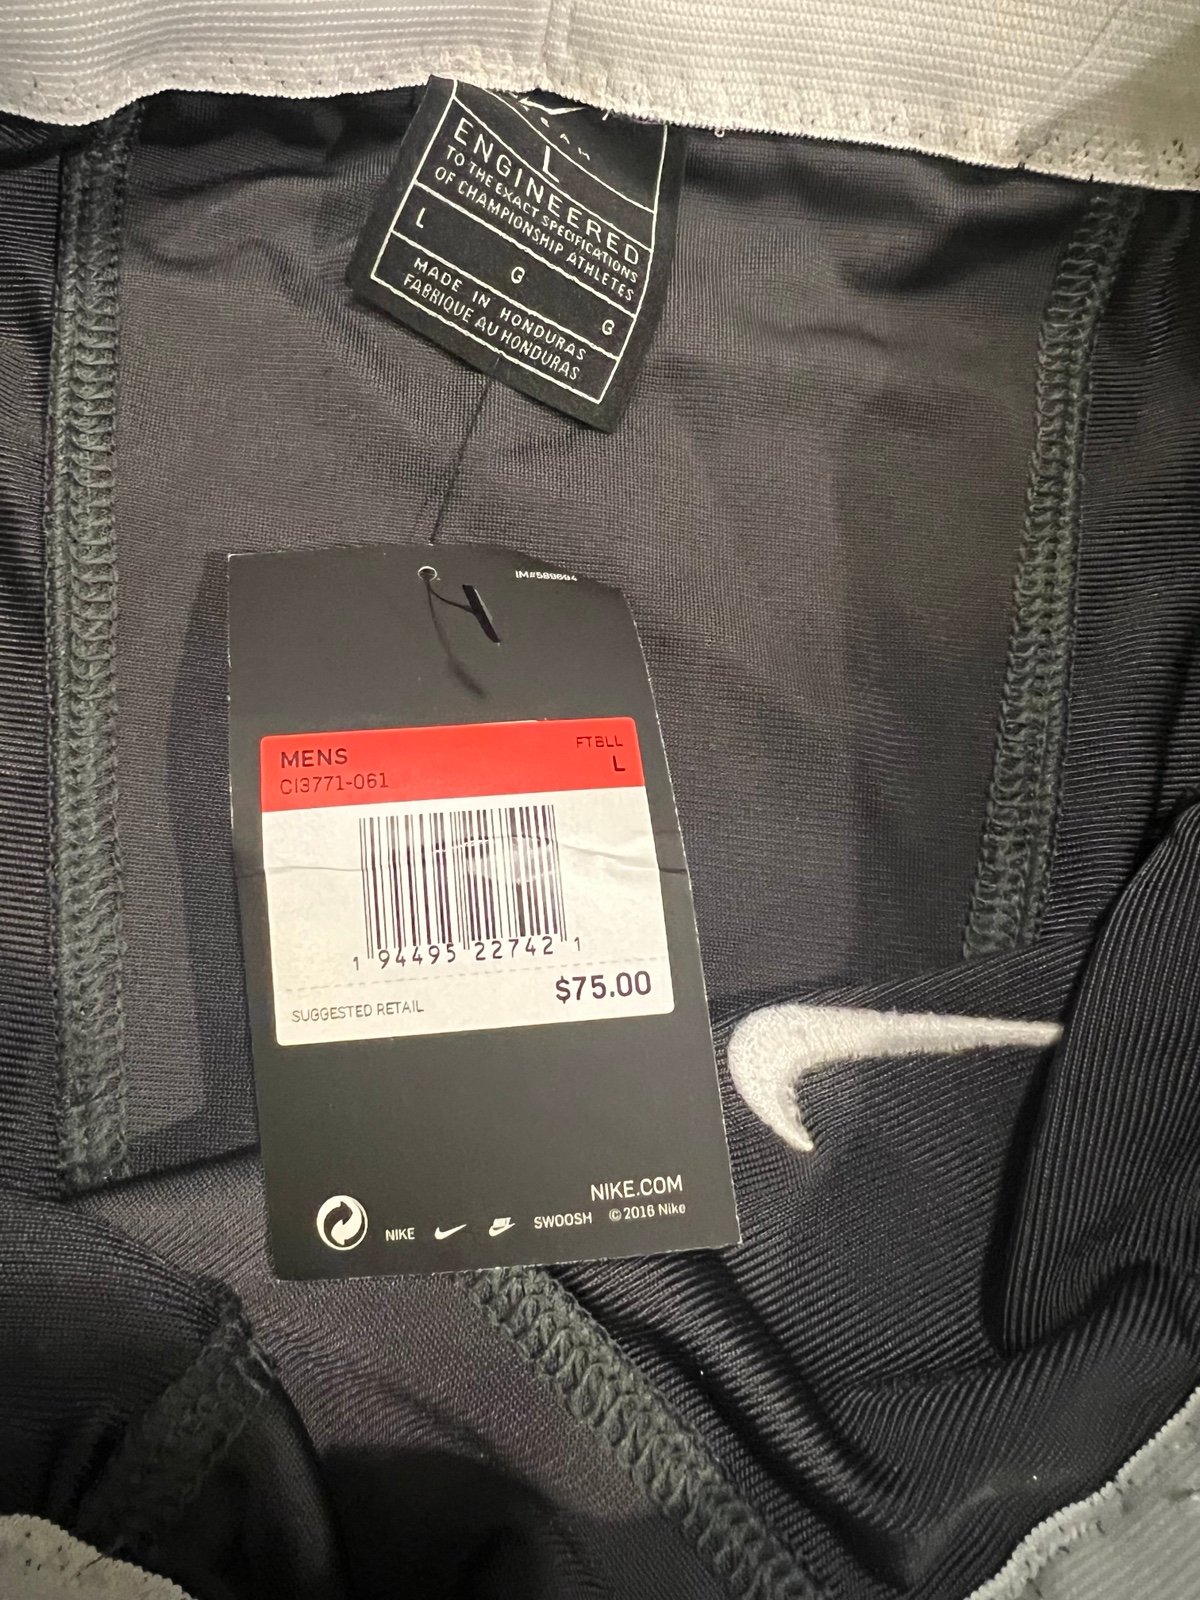 L
ENGINEERED
TO THE EXACT SPECIFICATIONS
OF CHAMPIONSHIP ATHLETES
L G G
MADE IN HONDURAS
FABRIQUE AU HONDURAS
MENS FTBLL
CI3771-061 L
1 94495 22742 1
$75.00
SUGGESTED RETAIL
NIKE.COM
NIKE SWOOSH © 2016 Nike